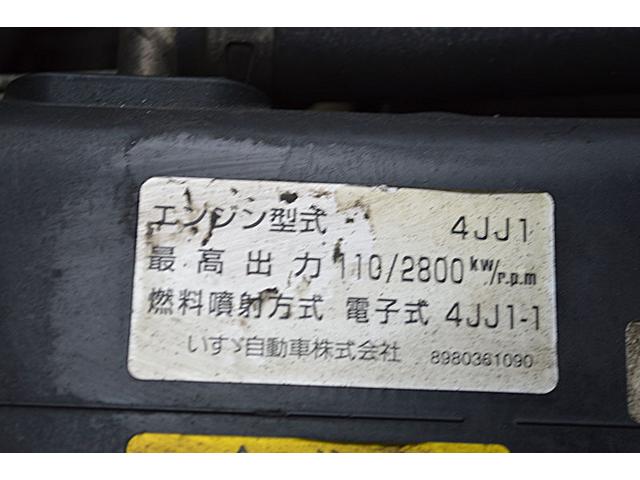 エンジン型式 4JJ1
最高出力 110/2800 kW/r.p.m
燃料噴射方式 電子式 4JJ1-1
いすゞ自動車株式会社 8980361090